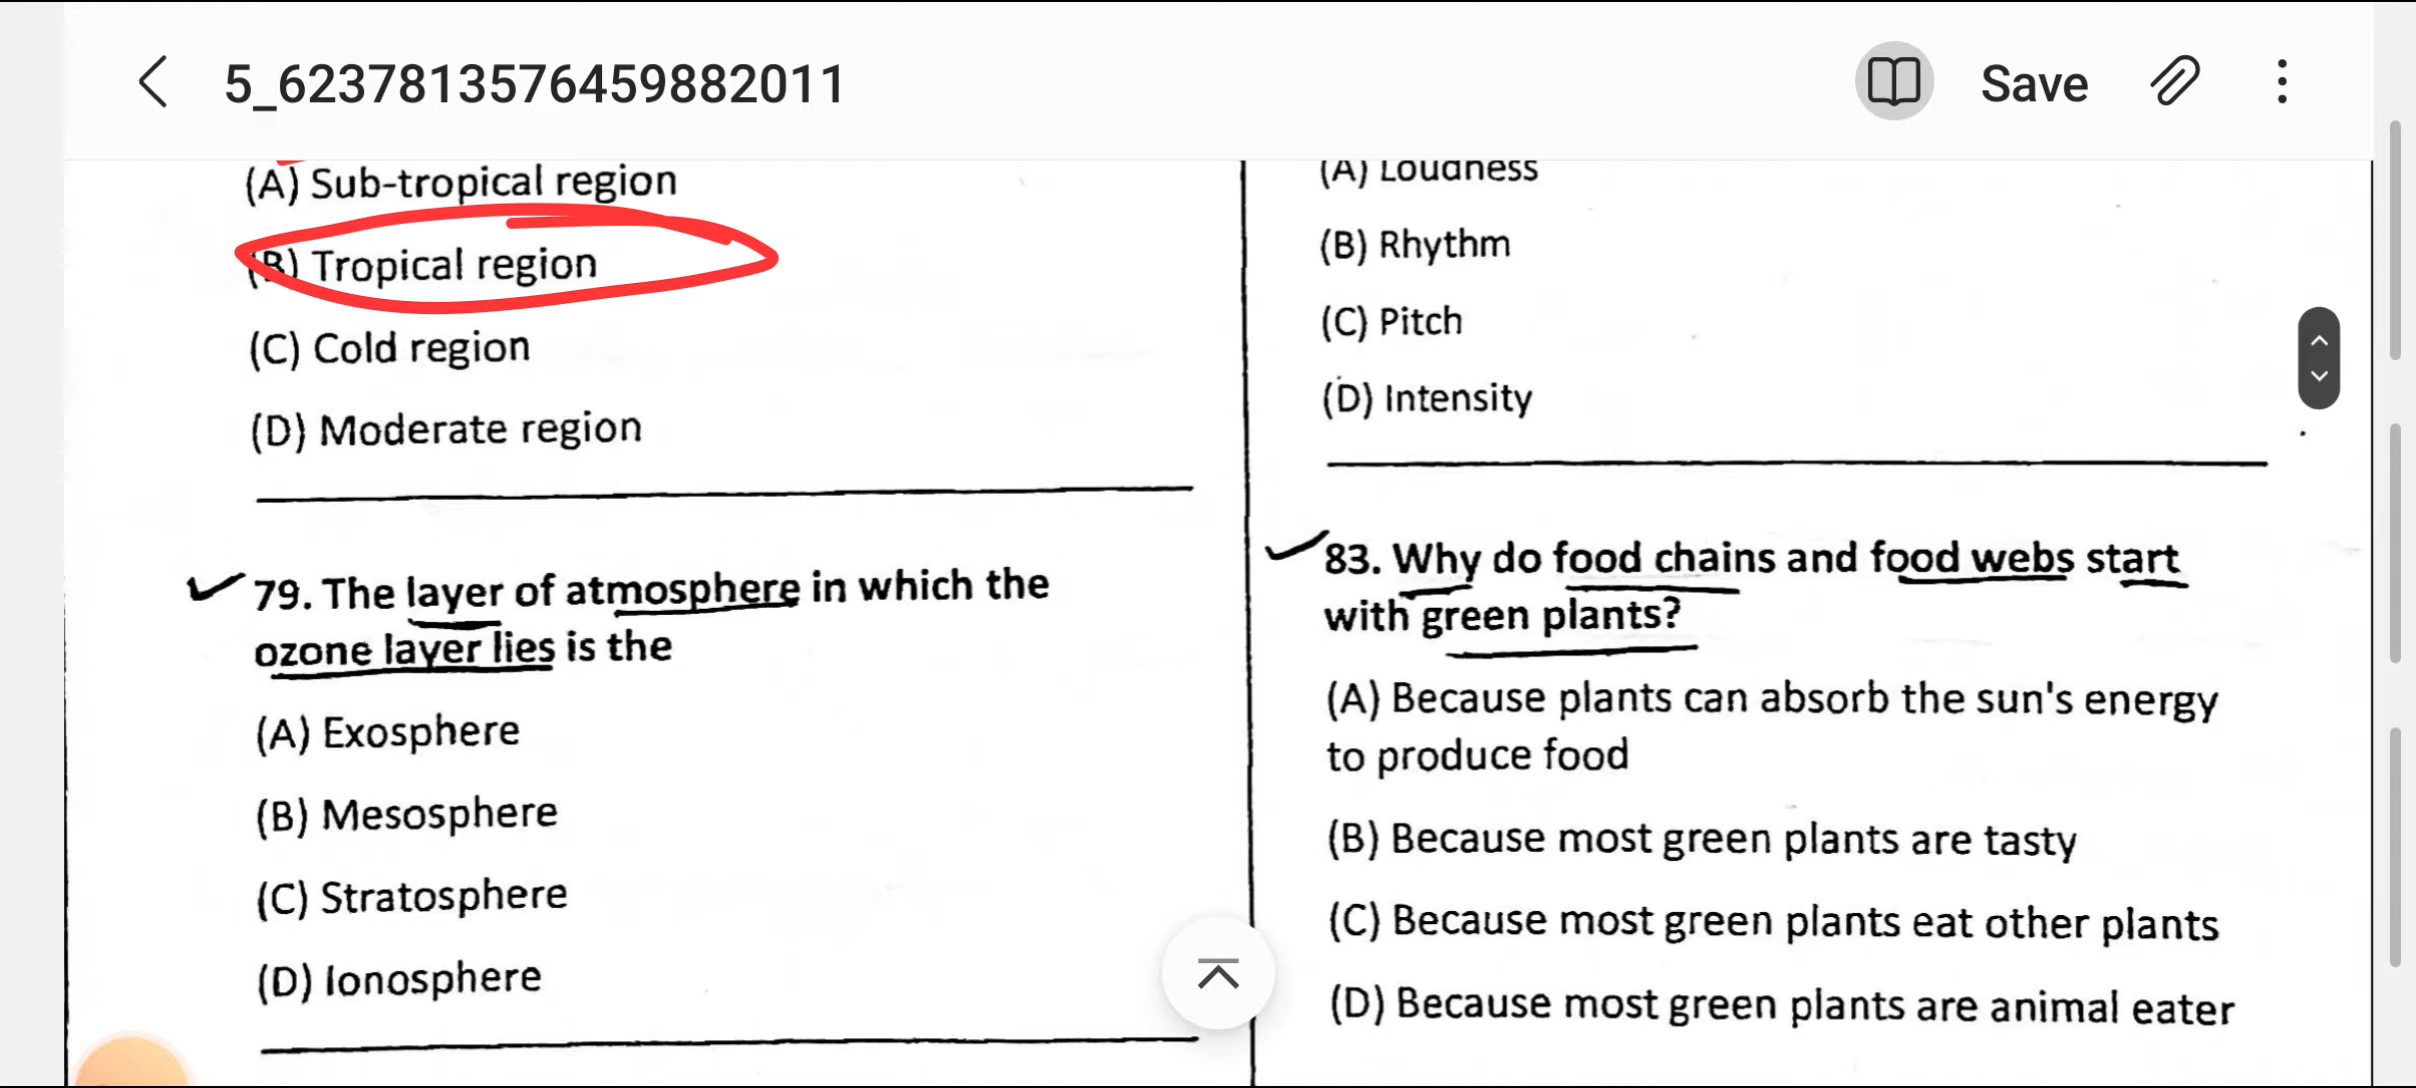 5_6237813576459882011
Save
(A) Sub-tropical region
(B) Tropical region
(C) Cold region
(D) Moderate region
79. The layer of atmosphere in which the
ozone layer lies is the
(A) Exosphere
(B) Mesosphere
(C) Stratosphere
(D) Ionosphere
(A) Loudness
(B) Rhythm
(C) Pitch
(D) Intensity
83. Why do food chains and food webs start
with green plants?
(A) Because plants can absorb the sun's energy
to produce food
(B) Because most green plants are tasty
(C) Because most green plants eat other plants
(D) Because most green plants are animal eater